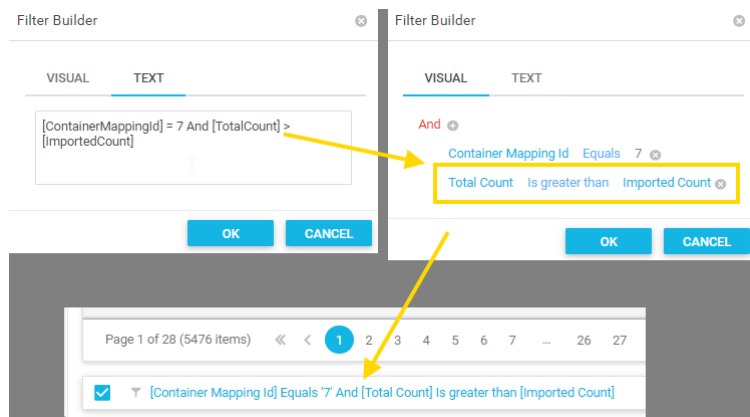 Filter Builder
VISUAL TEXT
[ContainerMappingId] = 7 And [TotalCount] >
[ImportedCount]
OK CANCEL
Filter Builder
VISUAL TEXT
And
Container Mapping Id Equals 7
Total Count Is greater than Imported Count
OK CANCEL
Page 1 of 28 (5476 items) 1 2 3 4 5 6 7 ... 26 27
[Container Mapping Id] Equals '7' And [Total Count] Is greater than [Imported Count]